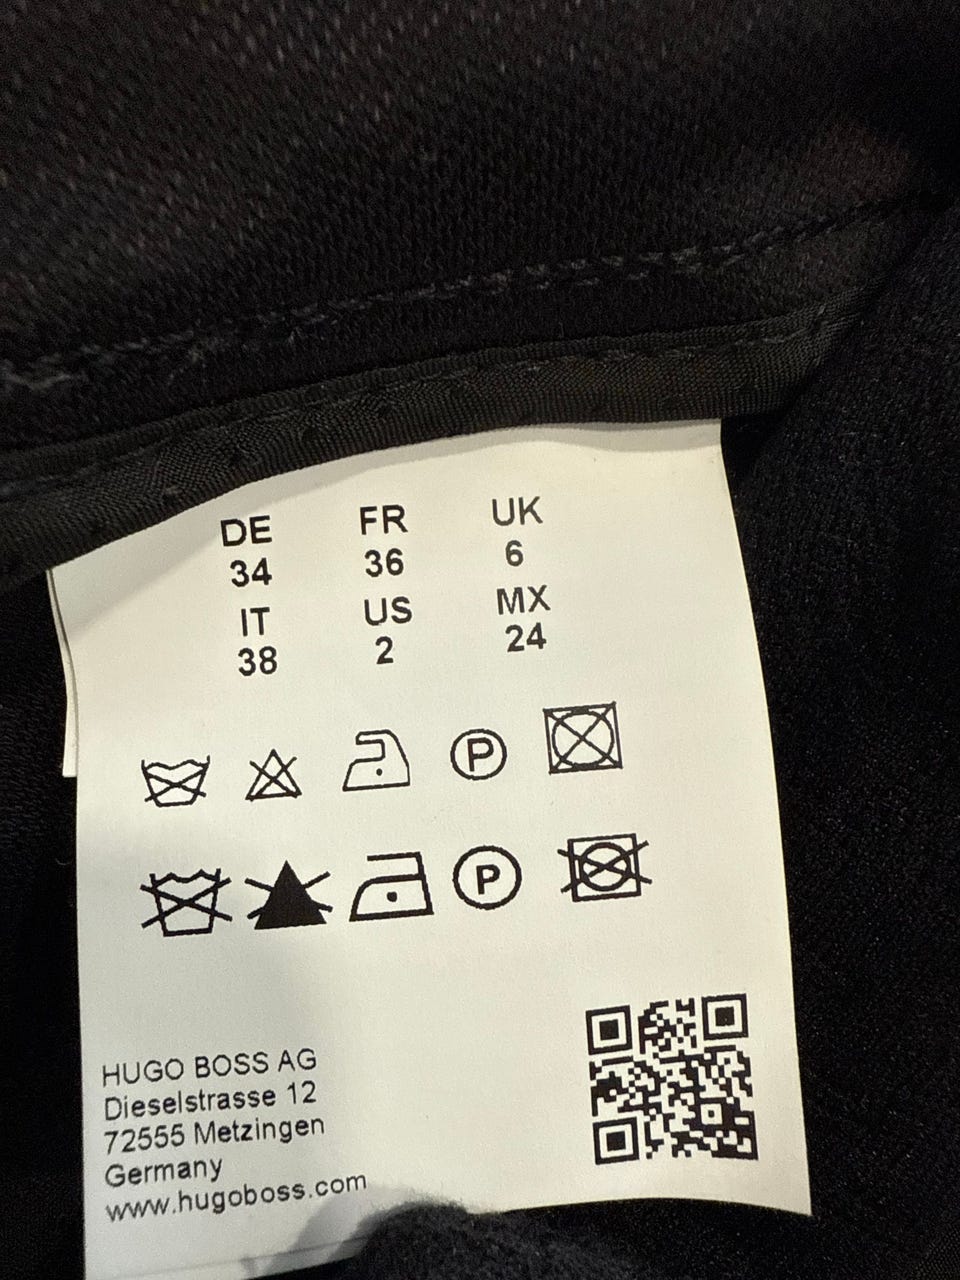 DE FR UK
34 36 6
IT US MX
38 2 24
P
P
HUGO BOSS AG
Dieselstrasse 12
72555 Metzingen
Germany
www.hugoboss.com